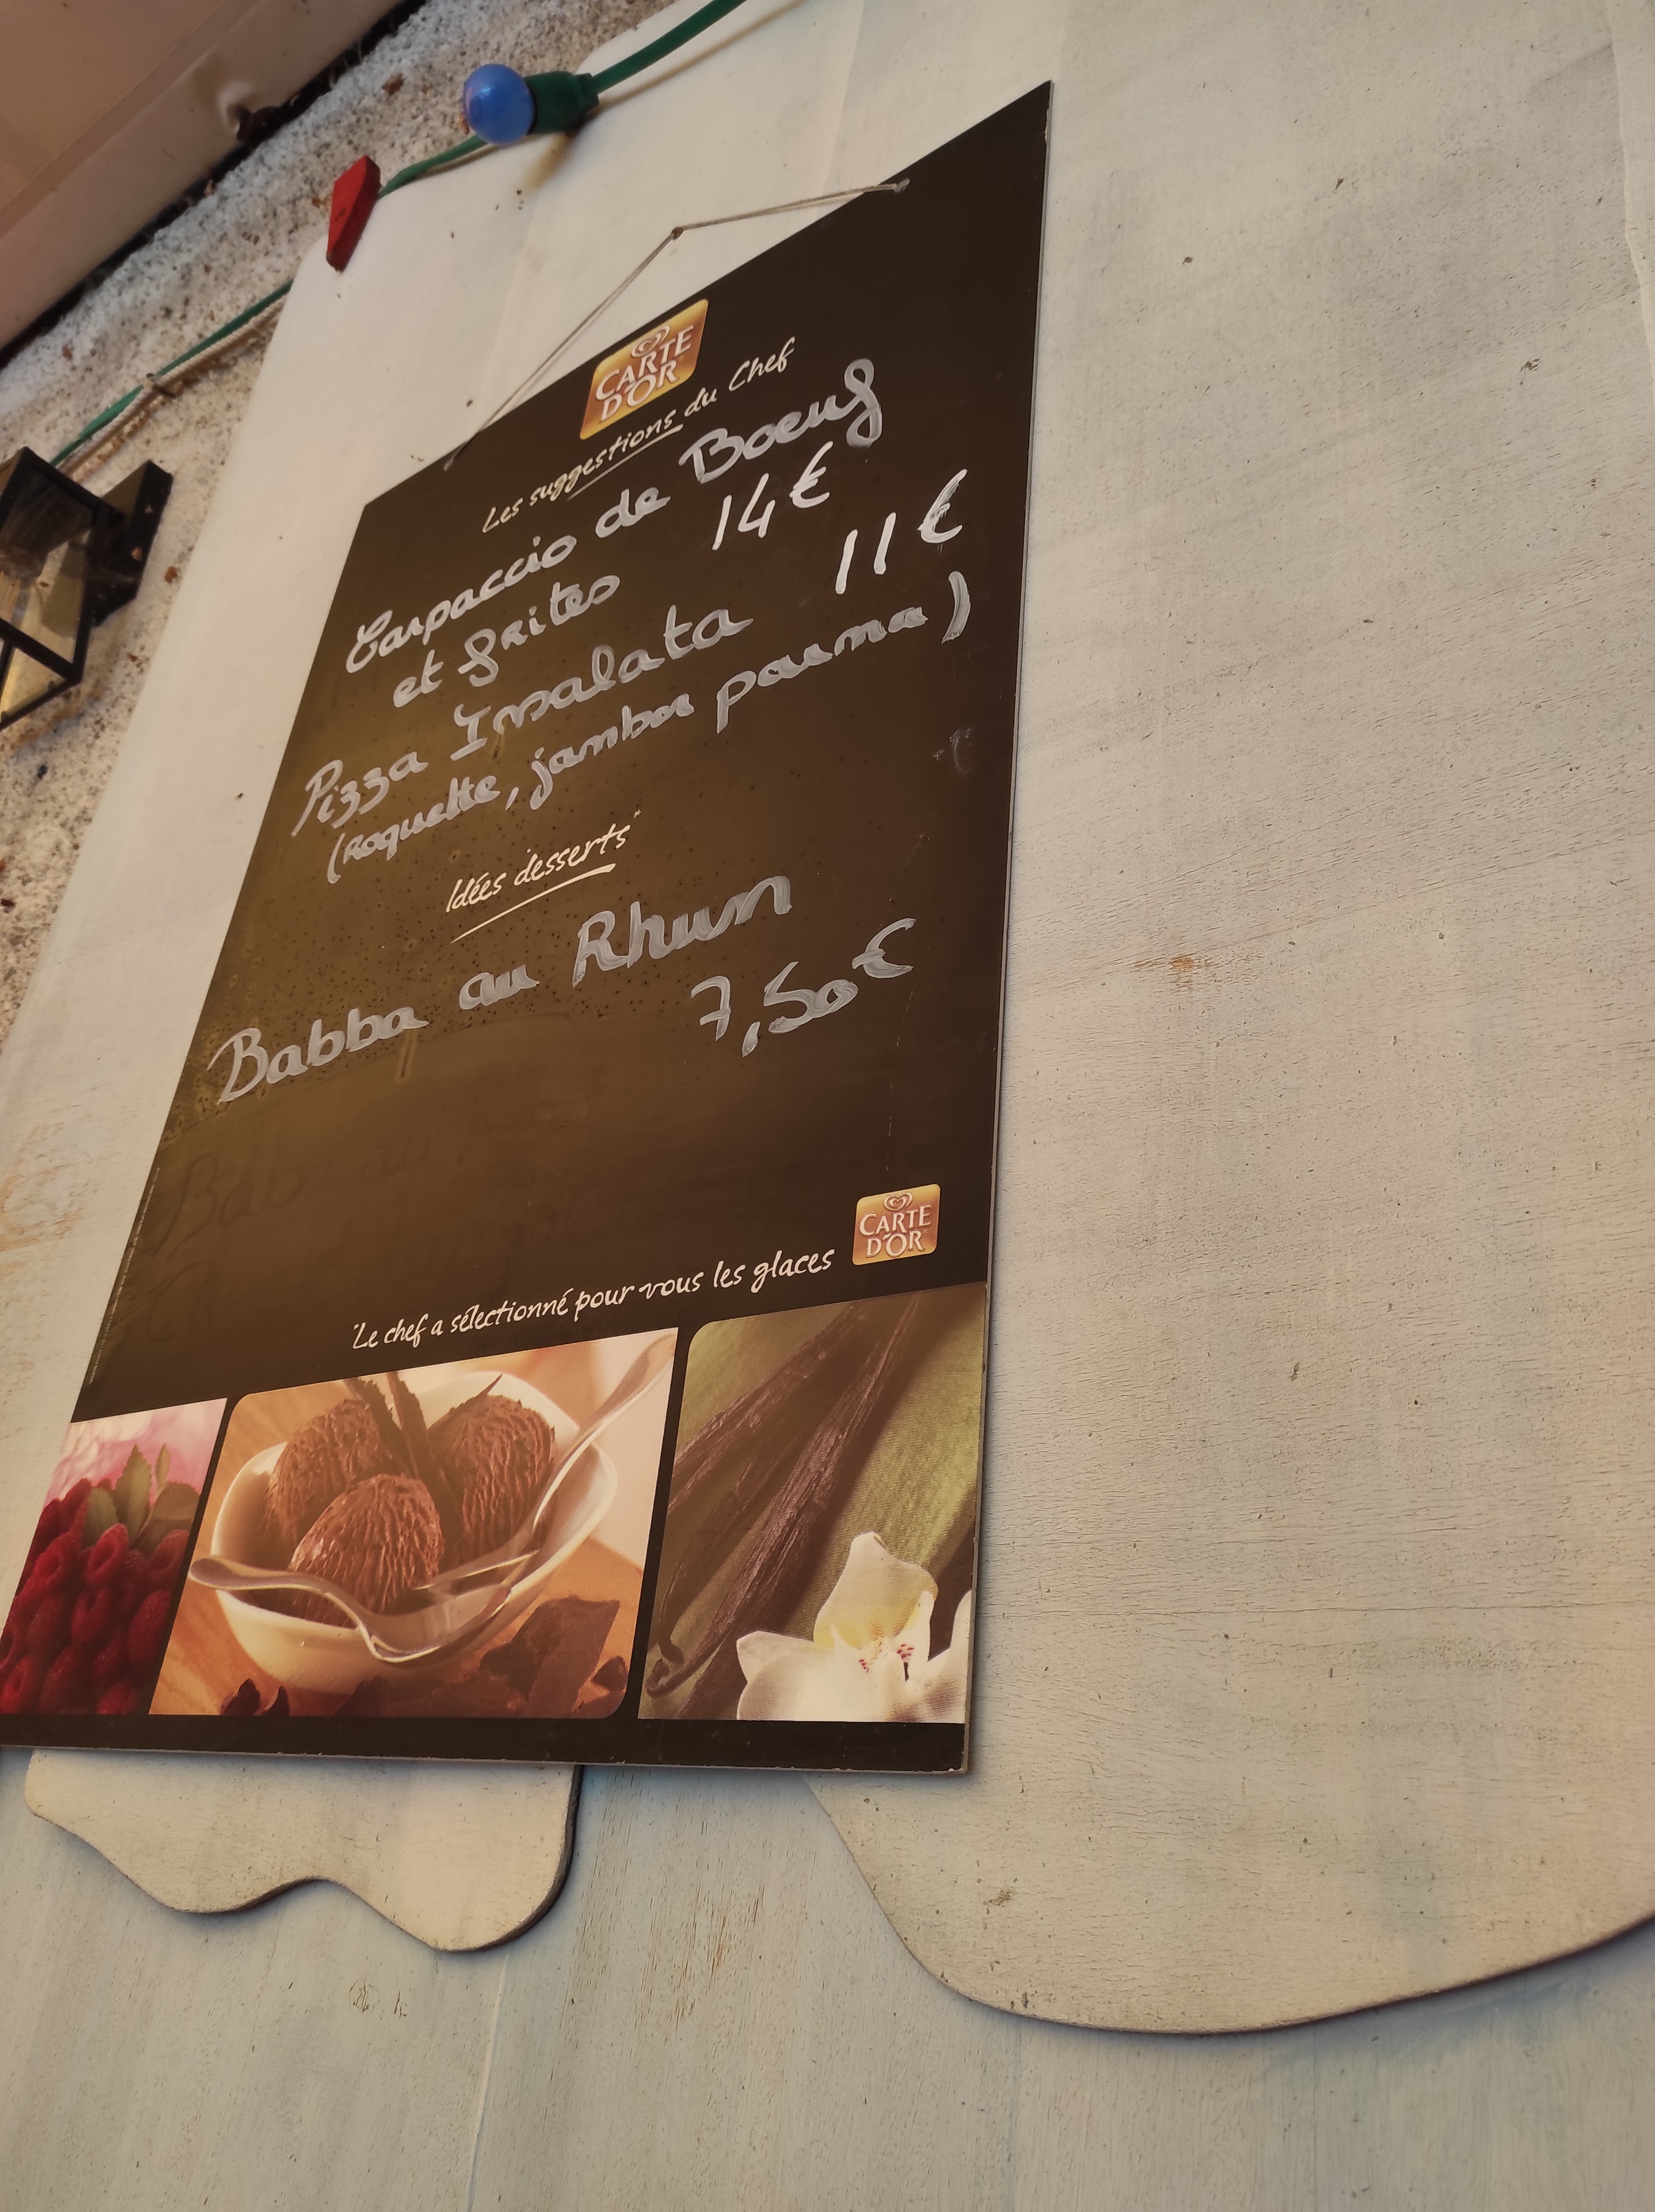 CARTE
D'OR
Les suggestions du Chef
Carpaccio de Boeuf
et frites 14€
Pizza Insalata 11€
(roquette, jambon parma)
Idées desserts
Babba au Rhum
7,50€
CARTE
D'OR
Le chef a sélectionné pour vous les glaces